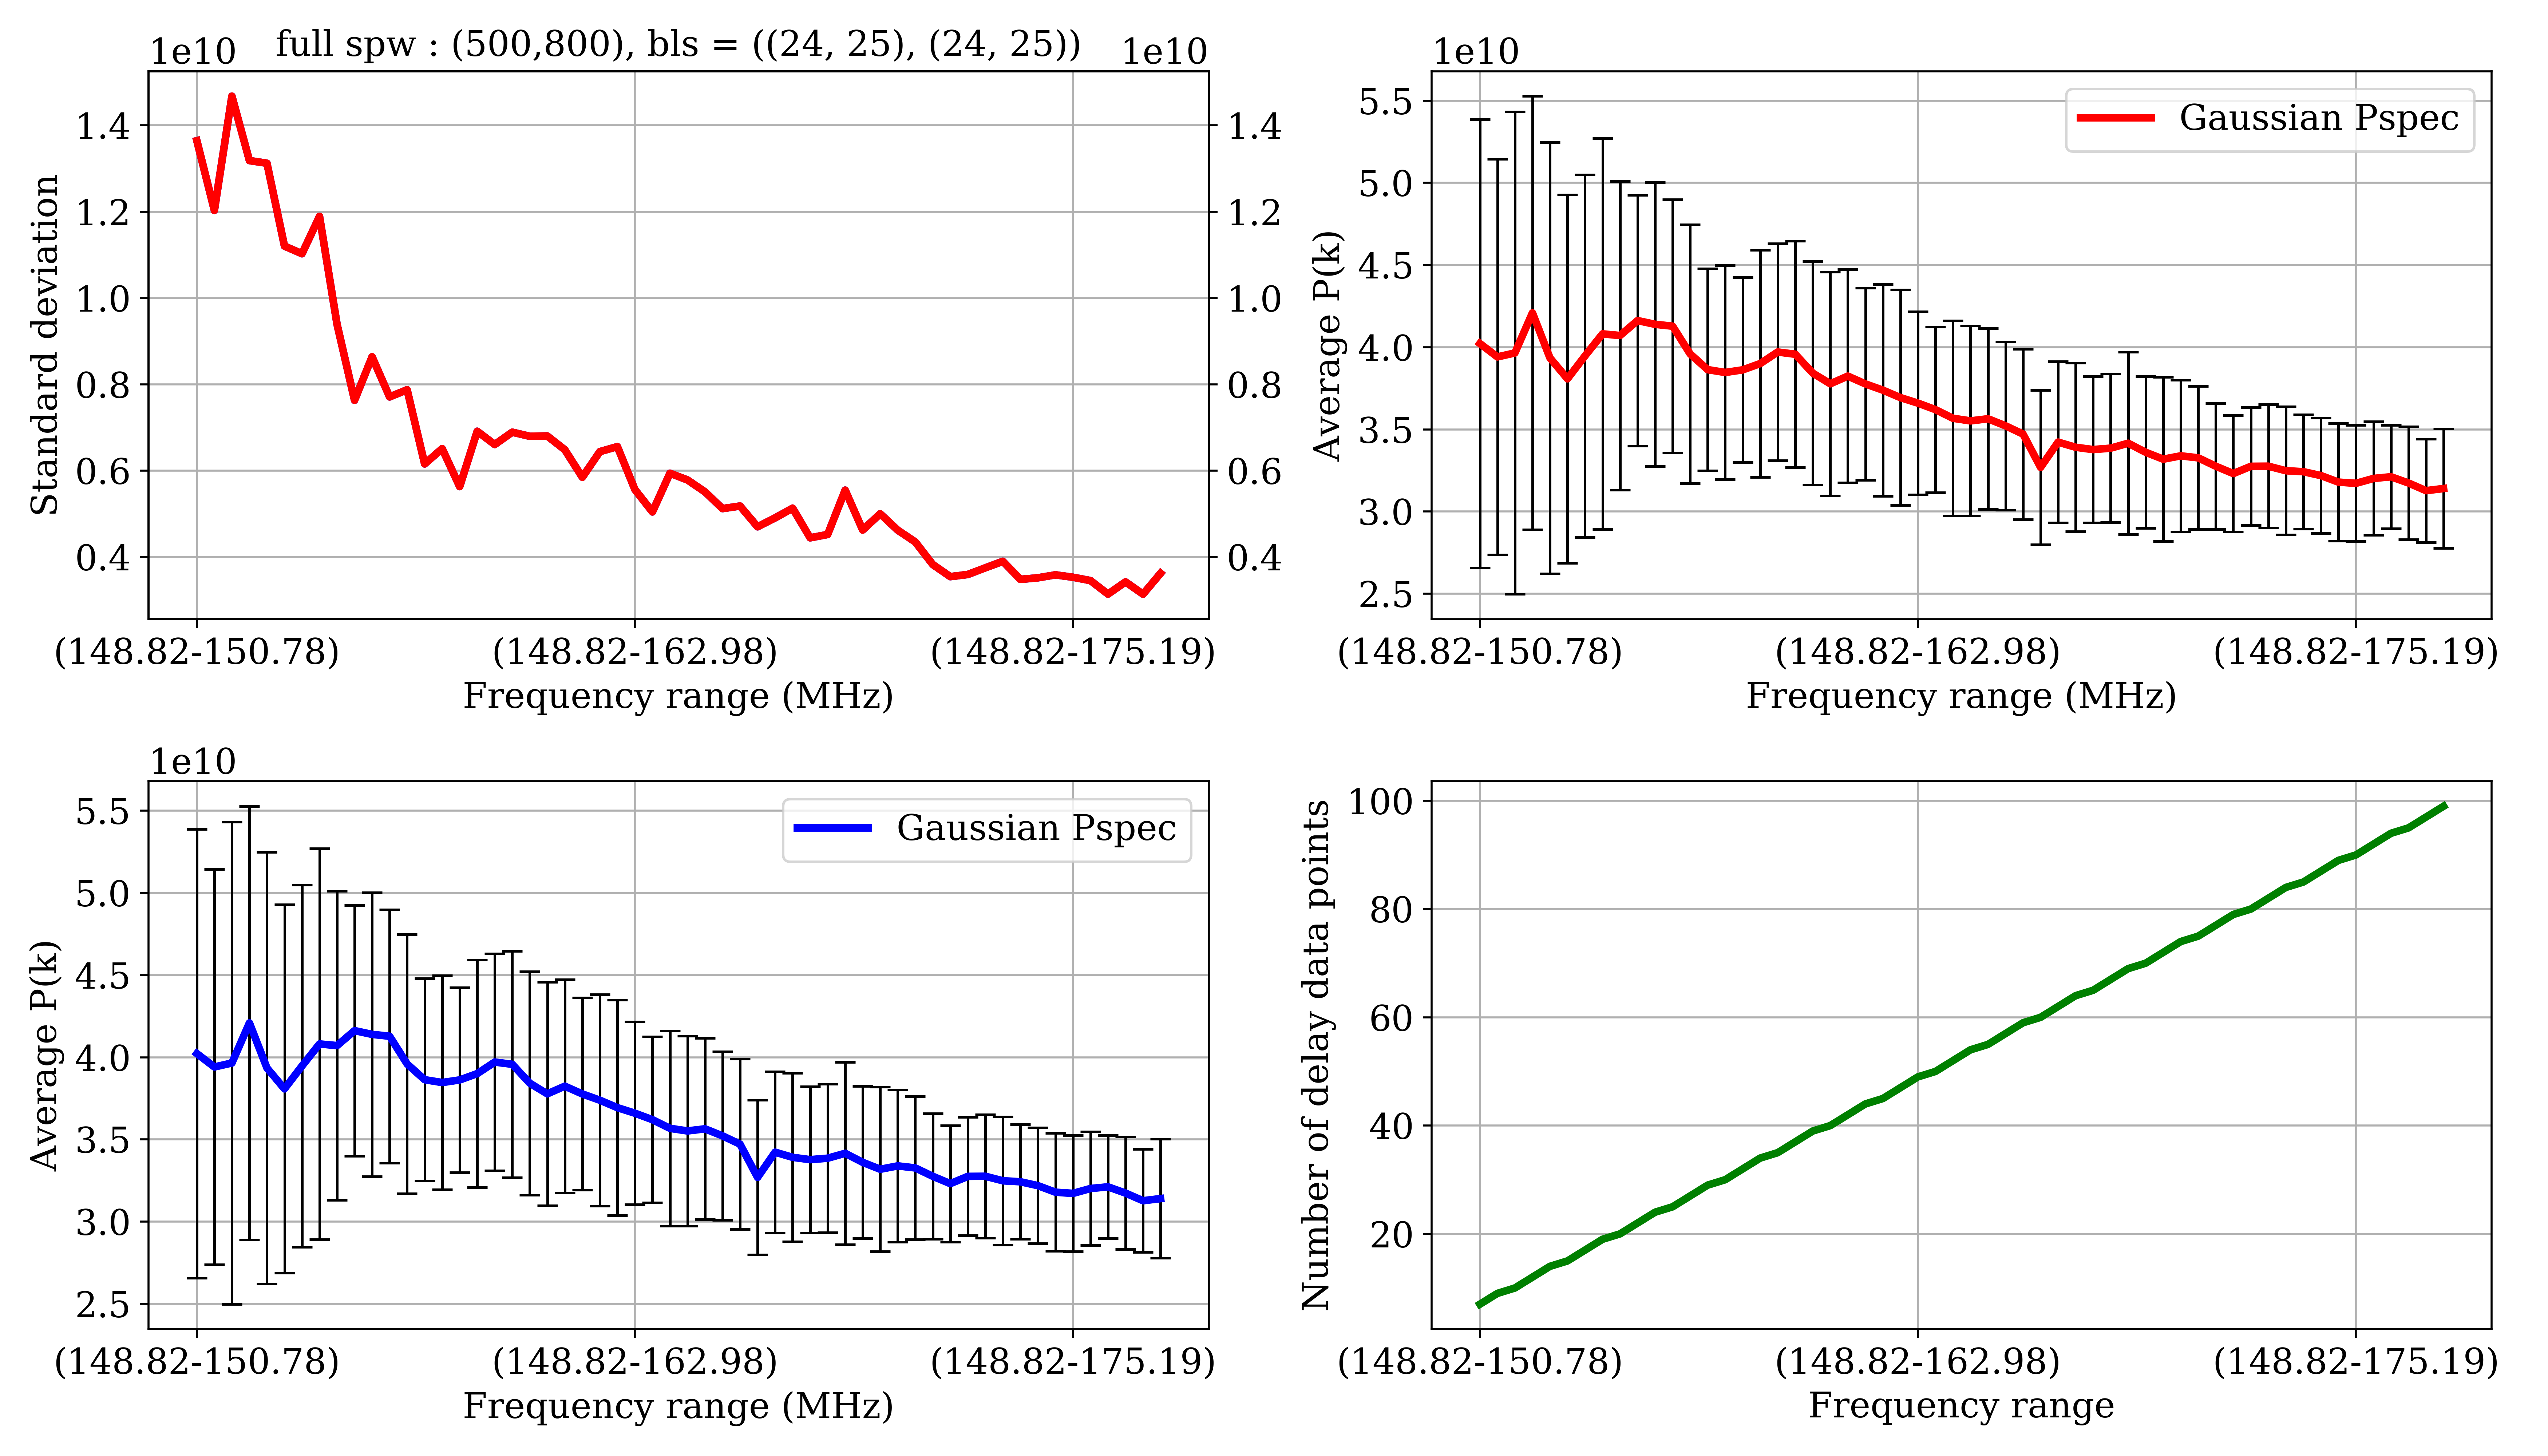 full spw : (500,800), bls = ((24, 25), (24, 25))
1e10
1e10
1.4
1.2
1.0
0.8
0.6
0.4
Standard deviation
1.4
1.2
1.0
0.8
0.6
0.4
(148.82-150.78)
(148.82-162.98)
(148.82-175.19)
Frequency range (MHz)
1e10
5.5
5.0
4.5
4.0
3.5
3.0
2.5
Average P(k)
Gaussian Pspec
(148.82-150.78)
(148.82-162.98)
(148.82-175.19)
Frequency range (MHz)
1e10
5.5
5.0
4.5
4.0
3.5
3.0
2.5
Average P(k)
Gaussian Pspec
(148.82-150.78)
(148.82-162.98)
(148.82-175.19)
Frequency range (MHz)
100
80
60
40
20
Number of delay data points
(148.82-150.78)
(148.82-162.98)
(148.82-175.19)
Frequency range